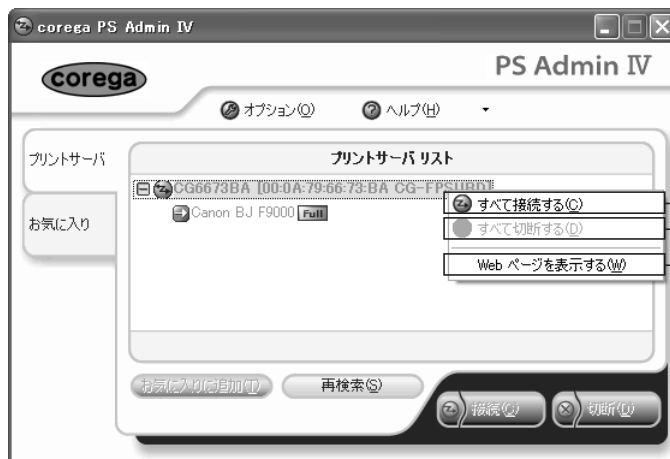 corega PS Admin Ⅳ
corega
PS Admin Ⅳ
オプション(O)
ヘルプ(H)
プリントサーバ
お気に入り
プリントサーバ リスト
CG6673BA [00:0A:79:66:73:BA CG-FPSURD]
Canon BJ F9000 Full
すべて接続する(C)
すべて切断する(D)
Web ページを表示する(W)
お気に入りに追加(T)
再検索(S)
接続(C)
切断(D)